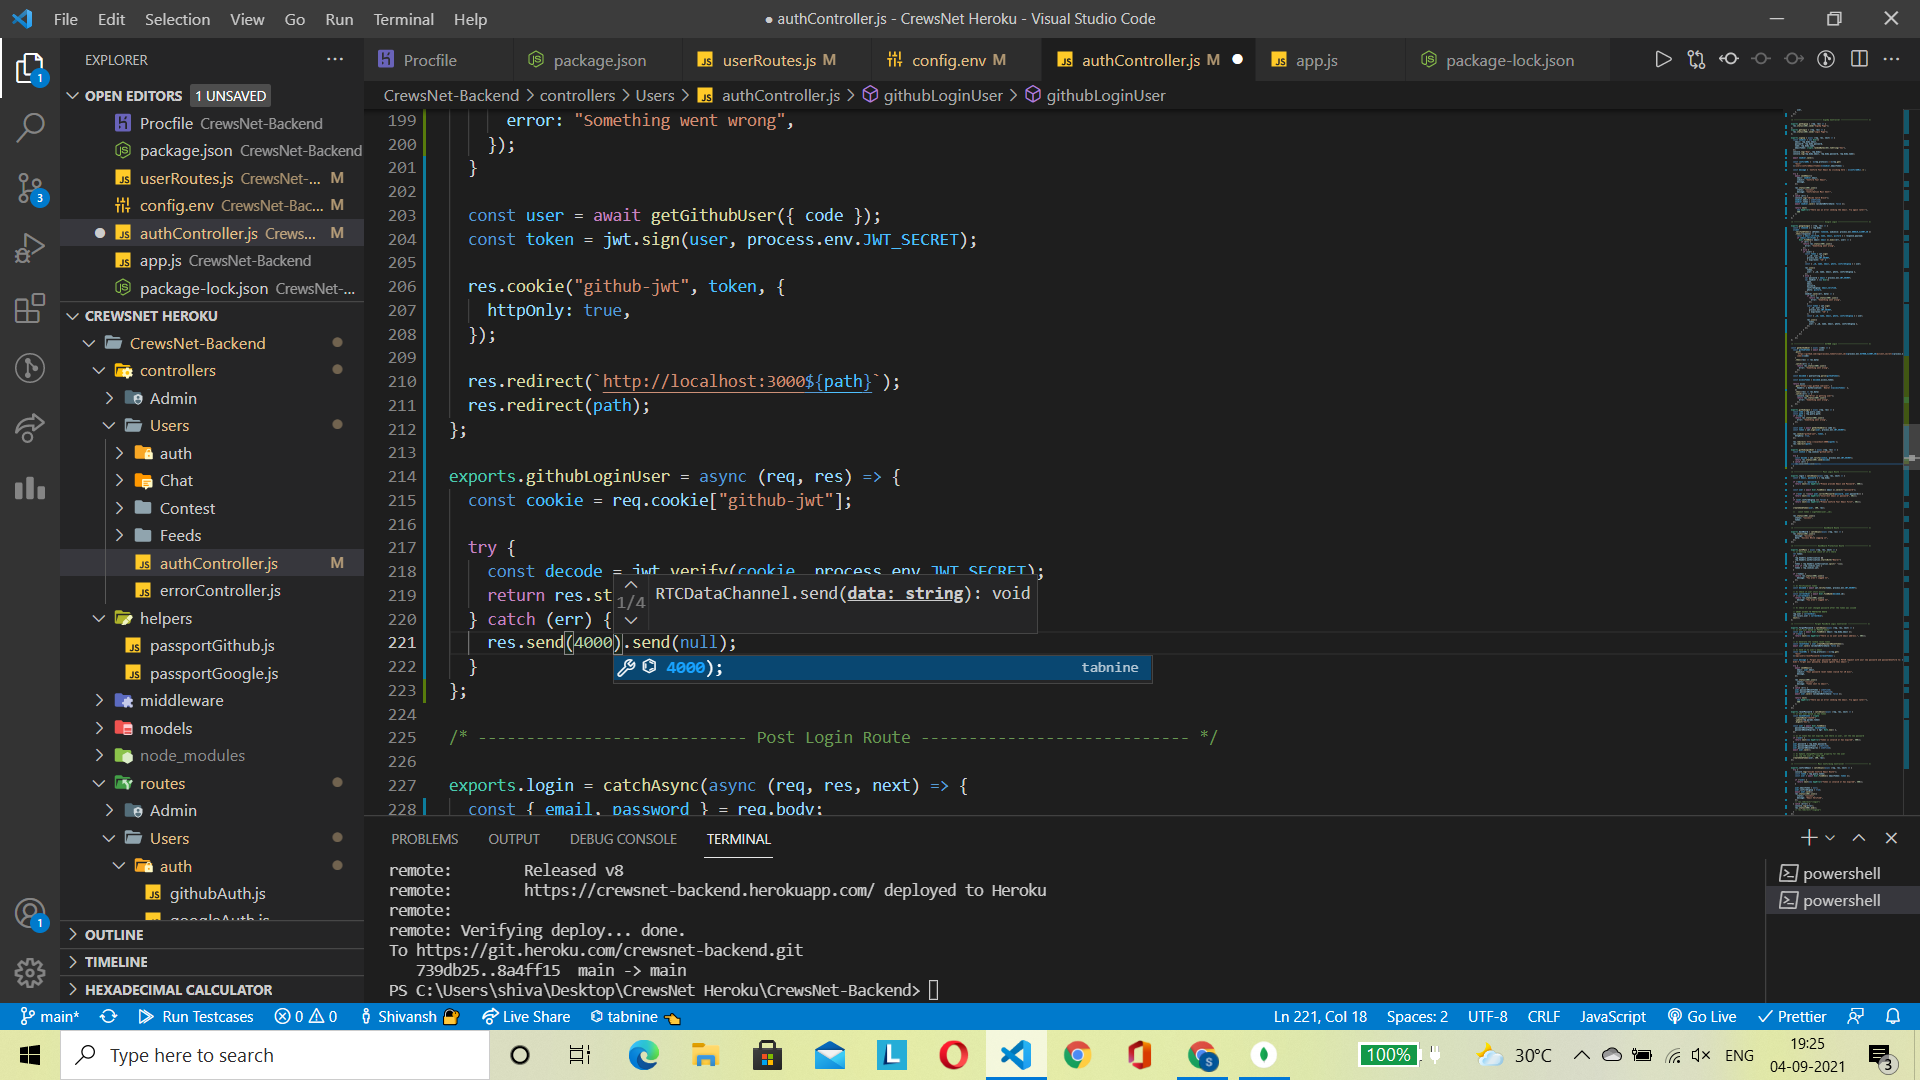 File Edit Selection View Go Run Terminal Help
● authController.js - CrewsNet Heroku - Visual Studio Code
EXPLORER
Procfile
package.json
userRoutes.js M
config.env M
authController.js M
app.js
package-lock.json
CrewsNet-Backend > controllers > Users > authController.js > githubLoginUser > githubLoginUser
OPEN EDITORS 1 UNSAVED
Procfile CrewsNet-Backend
package.json CrewsNet-Backend
userRoutes.js CrewsNet-... M
config.env CrewsNet-Bac... M
authController.js Crews... M
app.js CrewsNet-Backend
package-lock.json CrewsNet-...
CREWSNET HEROKU
CrewsNet-Backend
controllers
Admin
Users
auth
Chat
Contest
Feeds
authController.js M
errorController.js
helpers
passportGithub.js
passportGoogle.js
middleware
models
node_modules
routes
Admin
Users
auth
githubAuth.js
googleAuth.js
OUTLINE
TIMELINE
HEXADECIMAL CALCULATOR
199 error: "Something went wrong",
200 });
201 }
202
203 const user = await getGithubUser({ code });
204 const token = jwt.sign(user, process.env.JWT_SECRET);
205
206 res.cookie("github-jwt", token, {
207 httpOnly: true,
208 });
209
210 res.redirect(`http://localhost:3000${path}`);
211 res.redirect(path);
212 };
213
214 exports.githubLoginUser = async (req, res) => {
215 const cookie = req.cookie["github-jwt"];
216
217 try {
218 const decode = jwt.verify(cookie, process.env.JWT_SECRET);
219 return res.st
1/4 RTCDataChannel.send(data: string): void
220 } catch (err) {
221 res.send(4000).send(null);
4000); tabnine
222 }
223 };
224
225 /* ---------------------------- Post Login Route ---------------------------- */
226
227 exports.login = catchAsync(async (req, res, next) => {
228 const { email, password } = req.body;
PROBLEMS OUTPUT DEBUG CONSOLE TERMINAL
remote: Released v8
remote: https://crewsnet-backend.herokuapp.com/ deployed to Heroku
remote:
remote: Verifying deploy... done.
To https://git.heroku.com/crewsnet-backend.git
739db25..8a4ff15 main -> main
PS C:\Users\shiva\Desktop\CrewsNet Heroku\CrewsNet-Backend>
powershell
powershell
main* Run Testcases 0 0 Shivansh Live Share tabnine
Ln 221, Col 18 Spaces: 2 UTF-8 CRLF JavaScript Go Live Prettier
Type here to search
100% 30°C ENG
19:25
04-09-2021
3